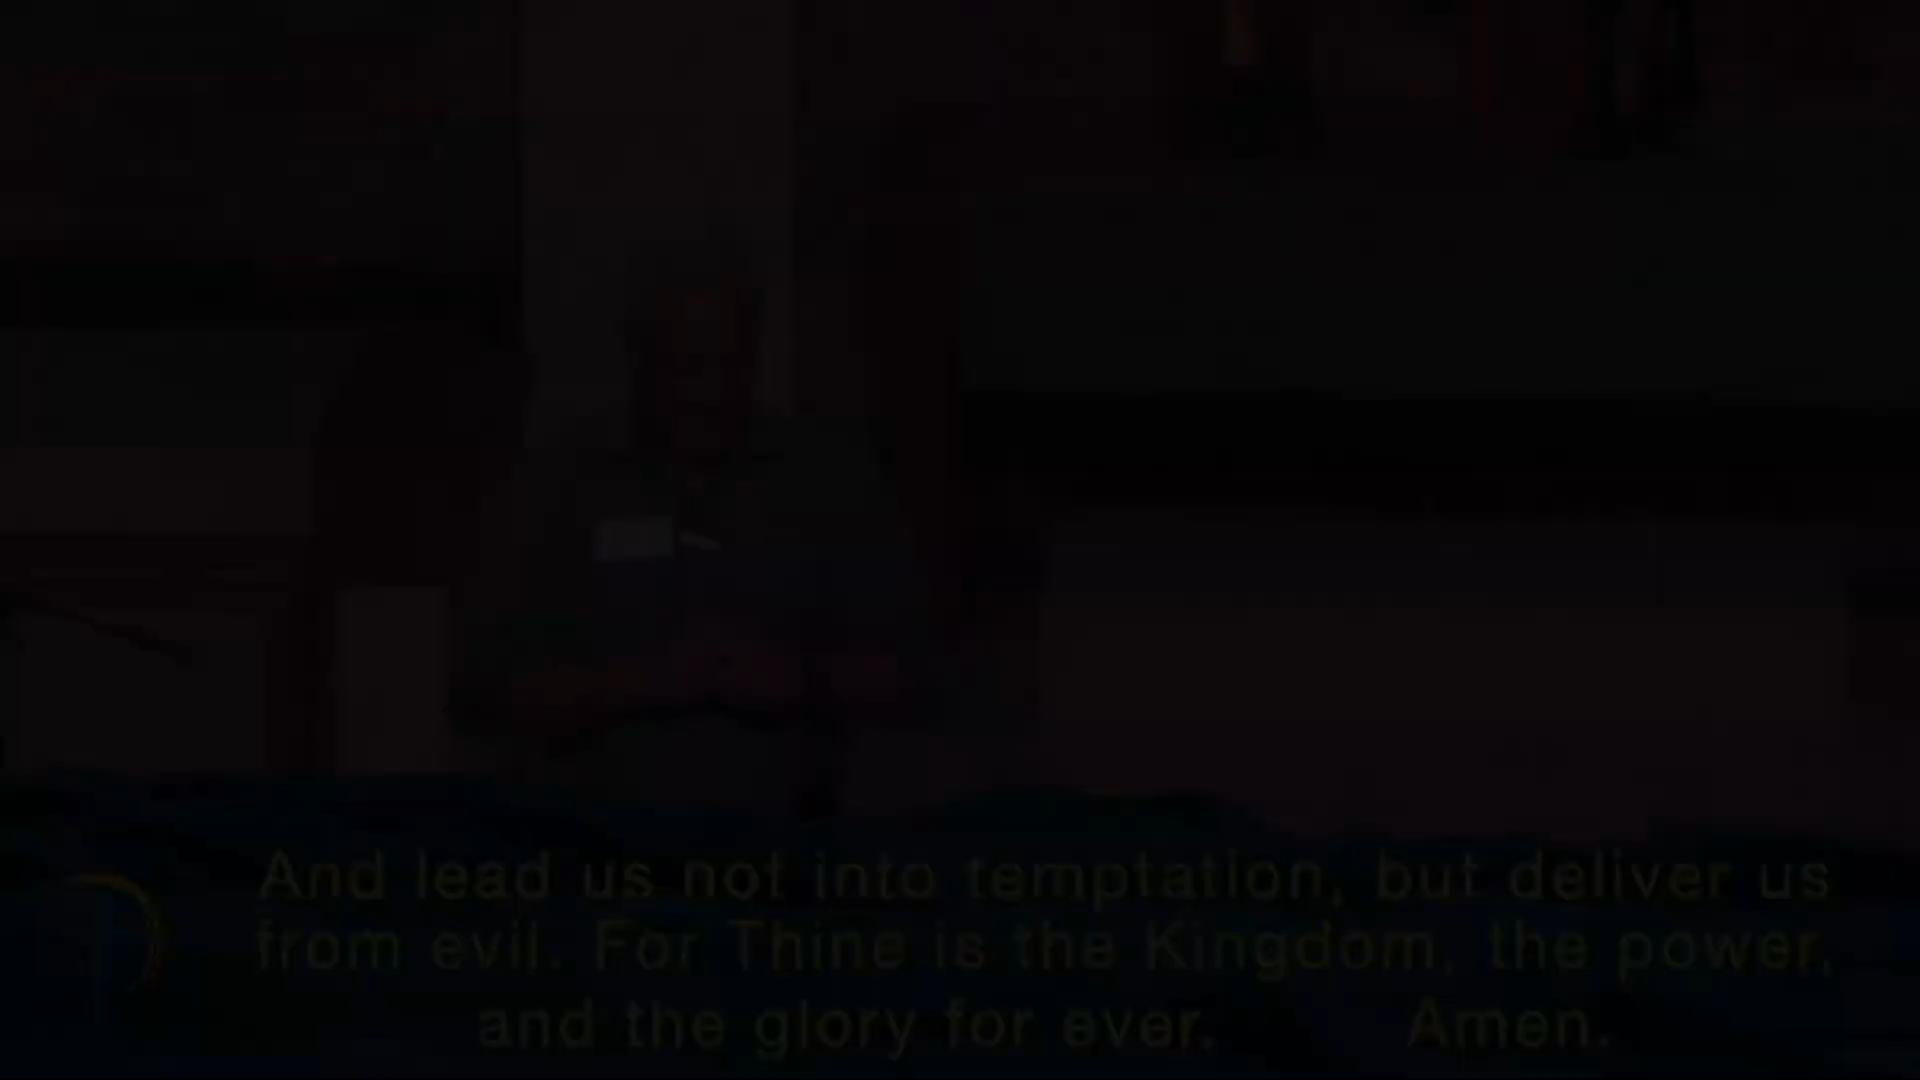 And lead us not into temptation, but deliver us
from evil. For Thine is the Kingdom, the power,
and the glory for ever. Amen.